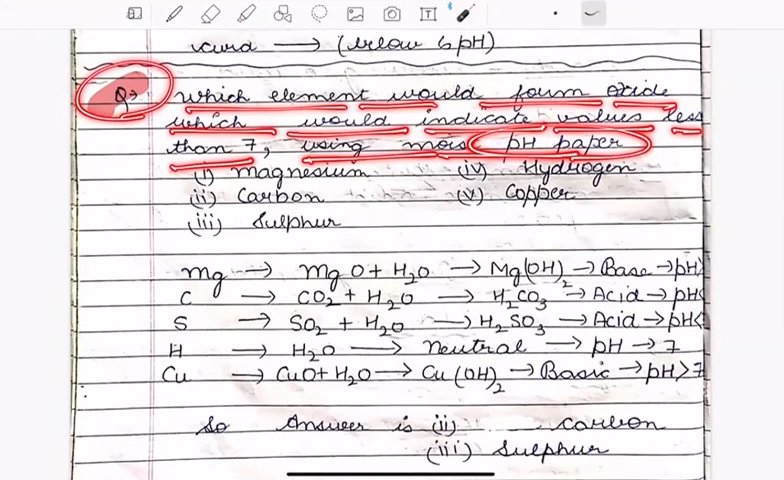 → (below 6 pH)
Q→ which element would foum oxide
which would indicate values less
than 7, using mois pH paper
(i) Magnesium (iv) Hydrogen
(ii) Carbon (v) Copper
(iii) Sulphur
Mg → MgO + H₂O → Mg(OH)₂ → Base → pH>
C → CO₂ + H₂O → H₂CO₃ → Acid → pH<
S → SO₂ + H₂O → H₂SO₃ → Acid → pH<
H → H₂O → Neutral → pH → 7
Cu → CuO + H₂O → Cu(OH)₂ → Basic → pH>7
So Answer is (ii) carbon
(iii) Sulphur